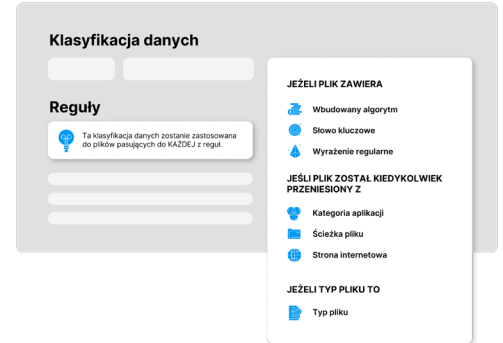 Klasyfikacja danych
Reguły
Ta klasyfikacja danych zostanie zastosowana
do plików pasujących do KAŻDEJ z reguł.
JEŻELI PLIK ZAWIERA
Wbudowany algorytm
Słowo kluczowe
Wyrażenie regularne
JEŚLI PLIK ZOSTAŁ KIEDYKOLWIEK
PRZENIESIONY Z
Kategoria aplikacji
Ścieżka pliku
Strona internetowa
JEŻELI TYP PLIKU TO
Typ pliku